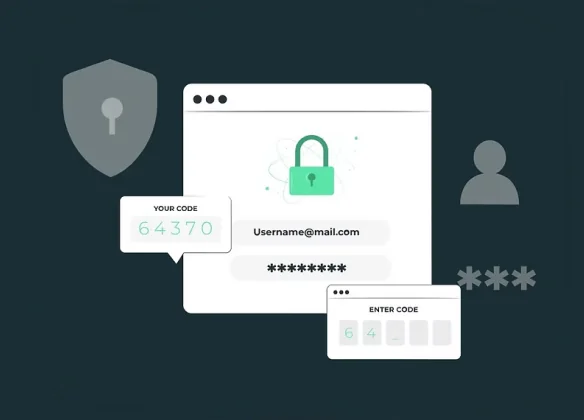 YOUR CODE
64370
Username@mail.com
********
***
ENTER CODE
6 4 _